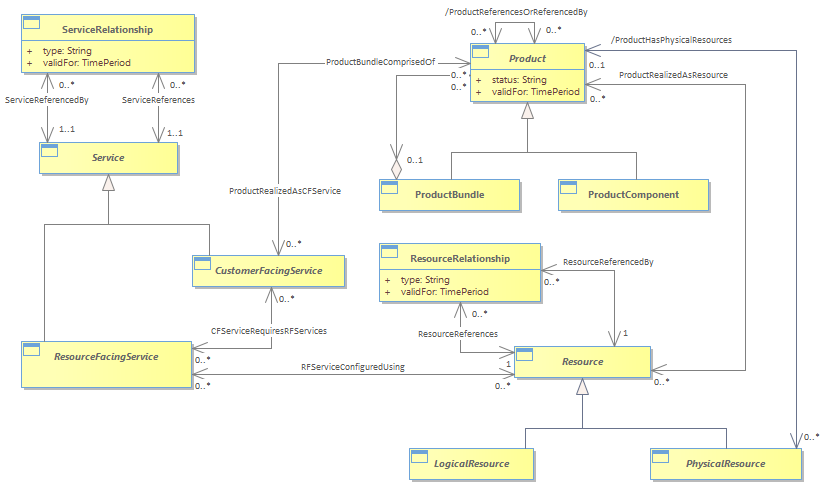 /ProductReferencesOrReferencedBy
0..*
0..*
ServiceRelationship
+ type: String
+ validFor: TimePeriod
Product
+ status: String
+ validFor: TimePeriod
/ProductHasPhysicalResources
0..1
ProductBundleComprisedOf
0..*
0..*
ProductRealizedAsResource
0..*
0..*
0..*
ServiceReferencedBy
ServiceReferences
1..1
1..1
Service
0..1
ProductRealizedAsCFService
ProductBundle
ProductComponent
0..*
CustomerFacingService
ResourceRelationship
+ type: String
+ validFor: TimePeriod
ResourceReferencedBy
0..*
0..*
CFServiceRequiresRFServices
0..*
ResourceReferences
1
ResourceFacingService
0..*
RFServiceConfiguredUsing
0..*
1
Resource
0..*
0..*
0..*
LogicalResource
PhysicalResource